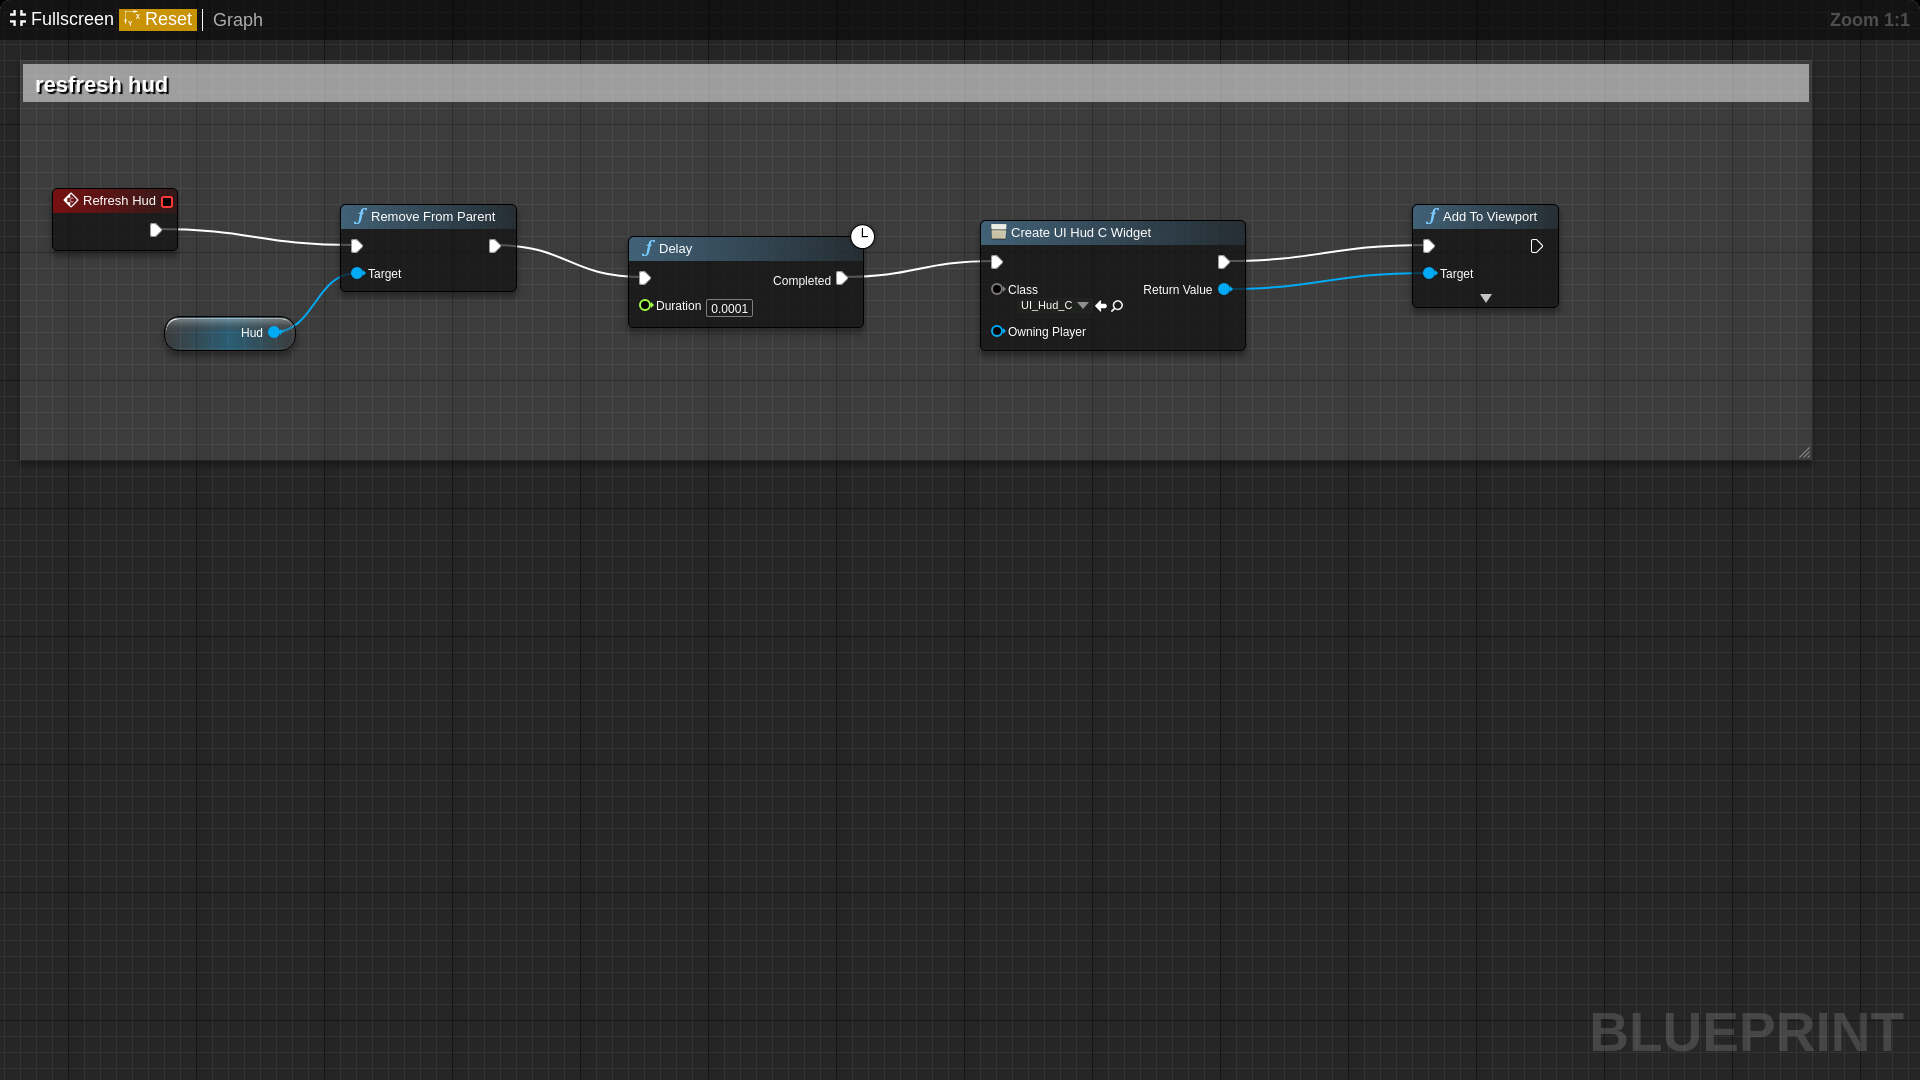 Fullscreen Reset Graph Zoom 1:1
resfresh hud
Refresh Hud
Remove From Parent
Target
Hud
Delay
Completed
Duration 0.0001
Create UI Hud C Widget
Class Return Value
UI_Hud_C
Owning Player
Add To Viewport
Target
BLUEPRINT